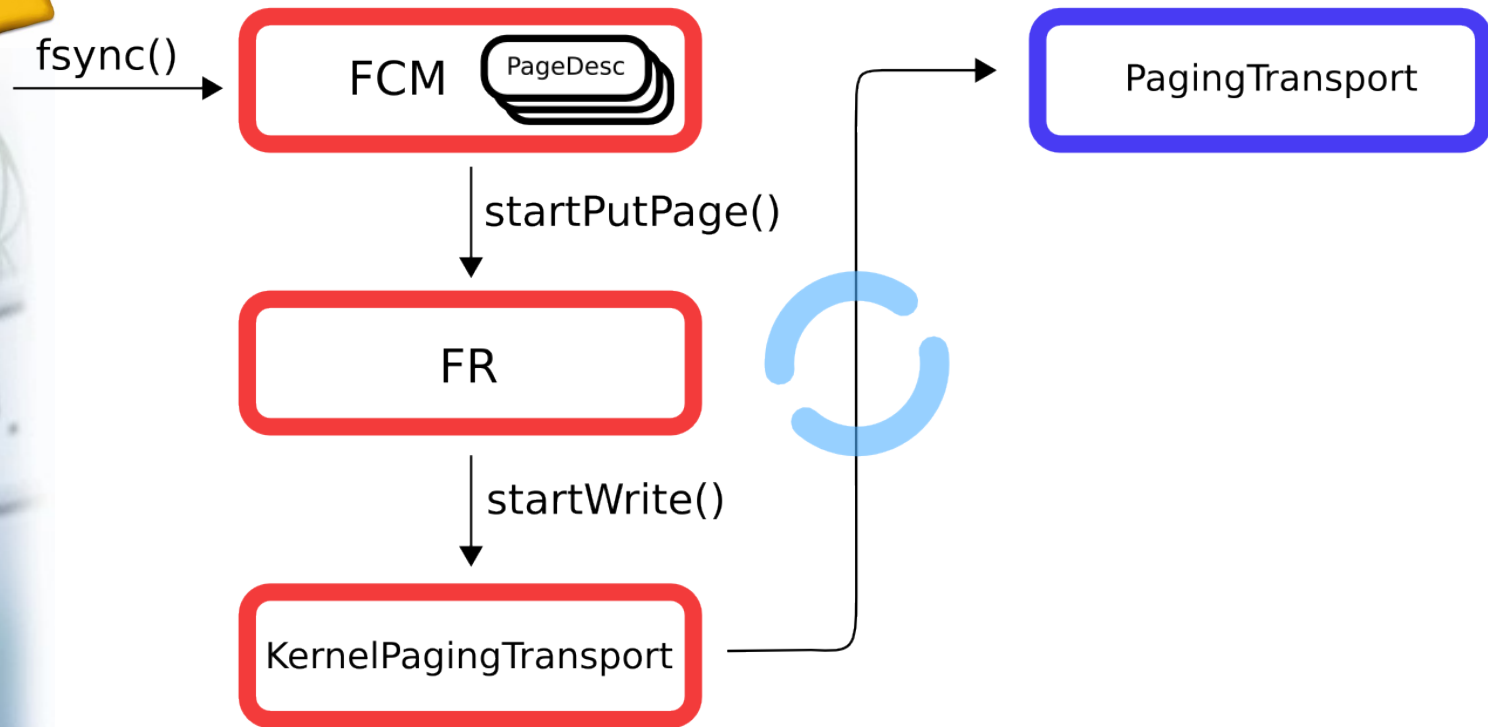 fsync()
FCM
PageDesc
PagingTransport
startPutPage()
FR
startWrite()
KernelPagingTransport